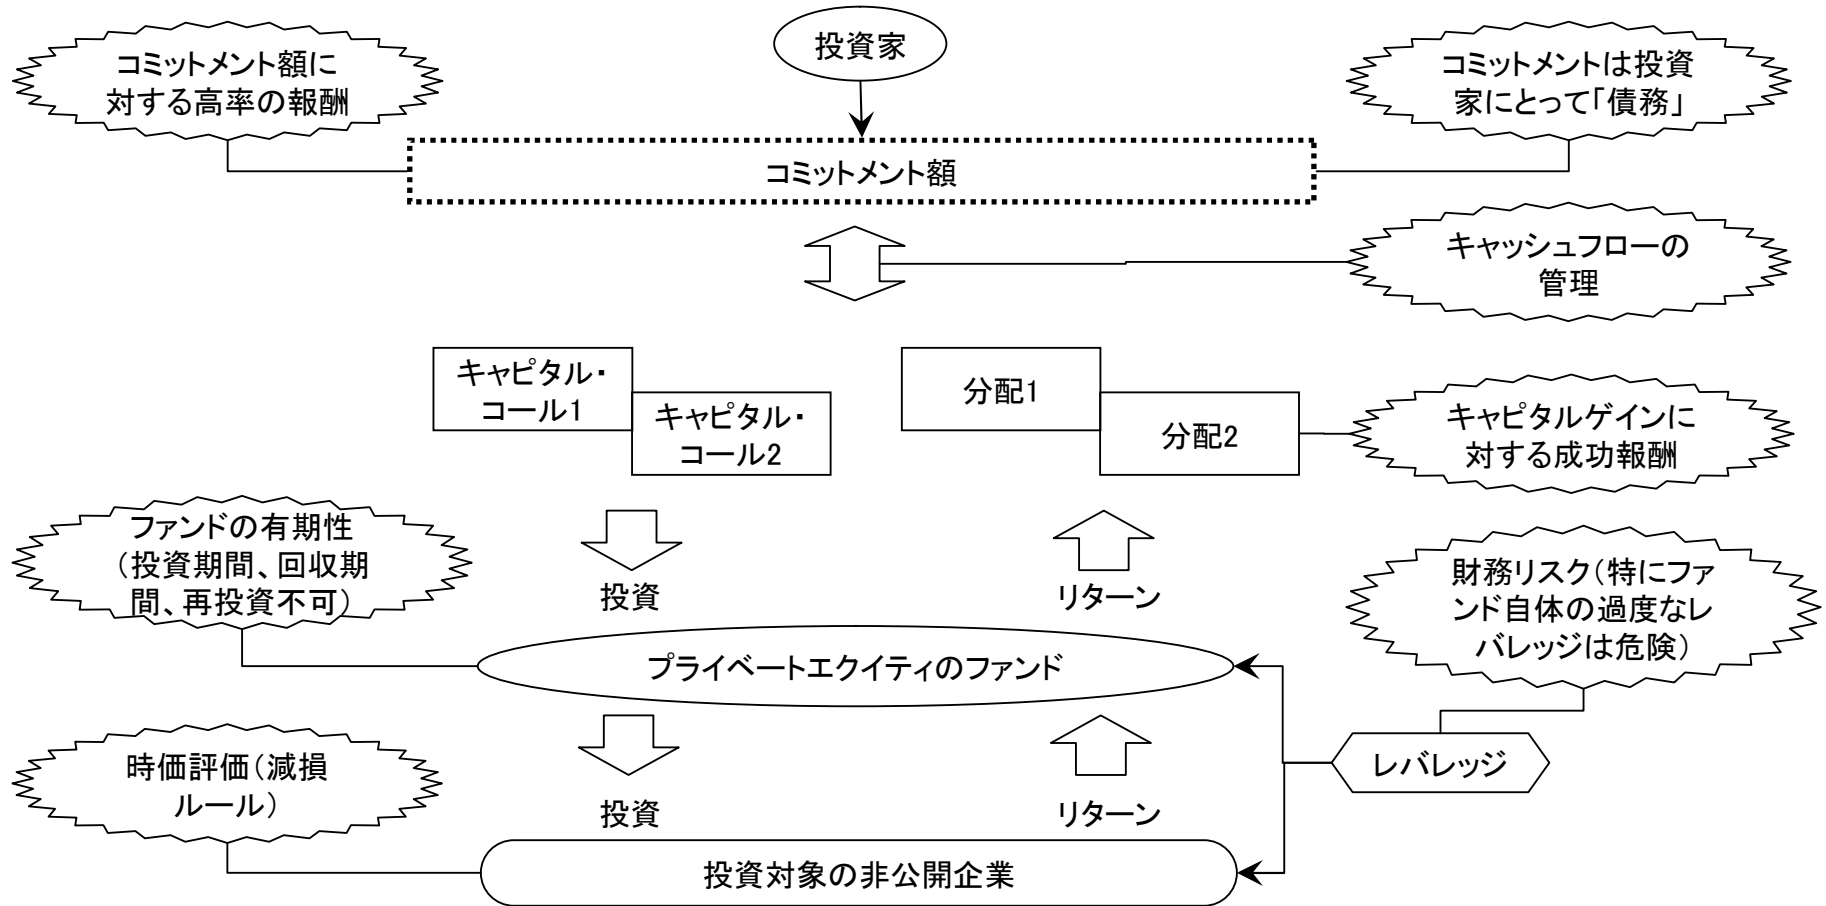 投資家
コミットメント額に
対する高率の報酬
コミットメントは投資
家にとって「債務」
コミットメント額
キャッシュフローの
管理
キャピタル・
コール1
キャピタル・
コール2
分配1
分配2
キャピタルゲインに
対する成功報酬
ファンドの有期性
（投資期間、回収期
間、再投資不可）
投資
リターン
財務リスク（特にファ
ンド自体の過度なレ
バレッジは危険）
プライベートエクイティのファンド
時価評価（減損
ルール）
投資
リターン
レバレッジ
投資対象の非公開企業